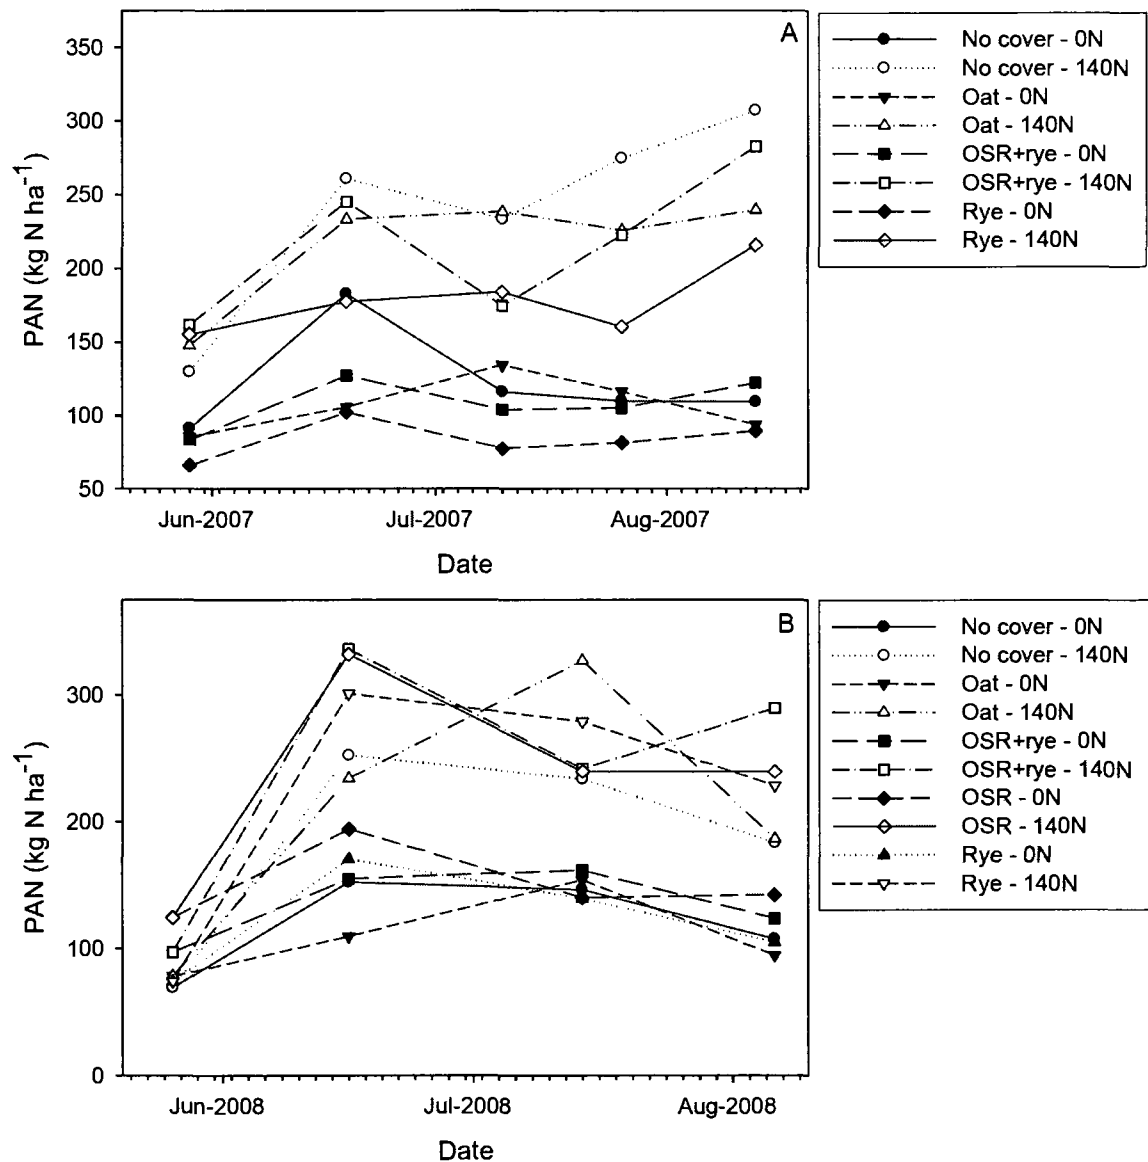 A
350
300
250
200
150
100
50
PAN (kg N ha⁻¹)
Jun-2007 Jul-2007 Aug-2007
Date
No cover - 0N
No cover - 140N
Oat - 0N
Oat - 140N
OSR+rye - 0N
OSR+rye - 140N
Rye - 0N
Rye - 140N
B
300
200
100
0
PAN (kg N ha⁻¹)
Jun-2008 Jul-2008 Aug-2008
Date
No cover - 0N
No cover - 140N
Oat - 0N
Oat - 140N
OSR+rye - 0N
OSR+rye - 140N
OSR - 0N
OSR - 140N
Rye - 0N
Rye - 140N